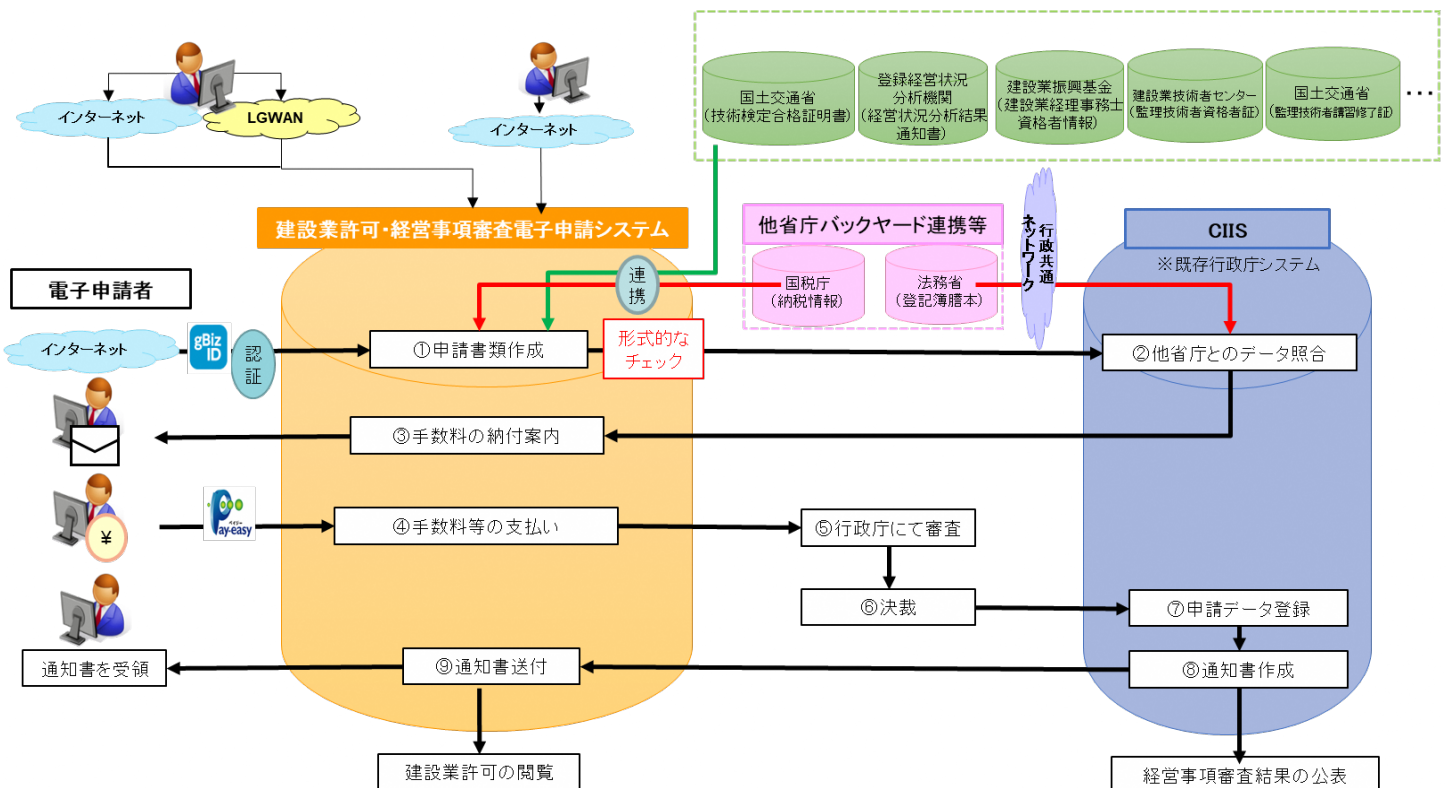 インターネット
LGWAN
インターネット
国土交通省
(技術検定合格証明書)
登録経営状況
分析機関
(経営状況分析結果
通知書)
建設業振興基金
(建設業経理事務士
資格者情報)
建設業技術者センター
(監理技術者資格者証)
国土交通省
(監理技術者講習修了証)
…
建設業許可・経営事項審査電子申請システム
他省庁バックヤード連携等
行政共通
ネットワーク
CIIS
※既存行政庁システム
連
携
国税庁
(納税情報)
法務省
(登記簿謄本)
電子申請者
インターネット
gBiz
ID
認
証
①申請書類作成
形式的な
チェック
②他省庁とのデータ照合
③手数料の納付案内
¥
ペイジー
Pay-easy
④手数料等の支払い
⑤行政庁にて審査
⑥決裁
⑦申請データ登録
通知書を受領
⑨通知書送付
⑧通知書作成
建設業許可の閲覧
経営事項審査結果の公表